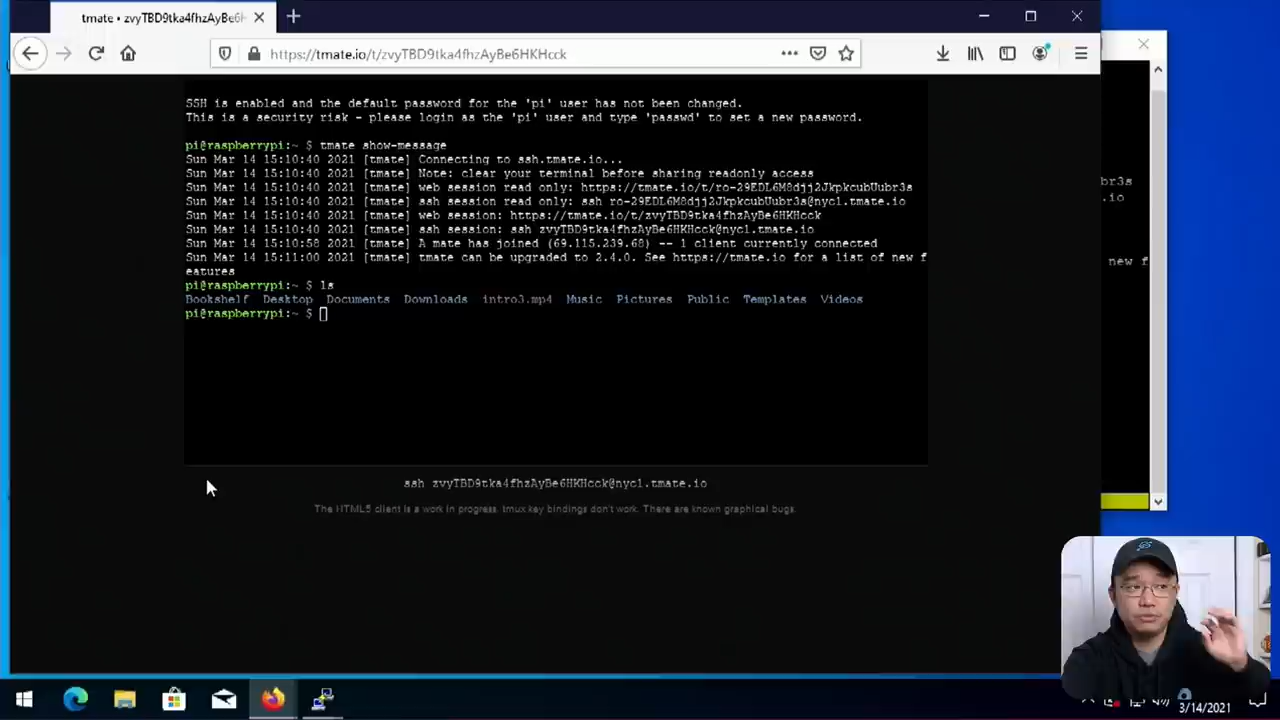 tmate • zvyTBD9tka4fhzAyBe6H
https://tmate.io/t/zvyTBD9tka4fhzAyBe6HKHcck
SSH is enabled and the default password for the 'pi' user has not been changed.
This is a security risk - please login as the 'pi' user and type 'passwd' to set a new password.
pi@raspberrypi:~ $ tmate show-message
Sun Mar 14 15:10:40 2021 [tmate] Connecting to ssh.tmate.io...
Sun Mar 14 15:10:40 2021 [tmate] Note: clear your terminal before sharing readonly access
Sun Mar 14 15:10:40 2021 [tmate] web session read only: https://tmate.io/t/ro-29EDL6M8djj2JkpkcubUubr3s
Sun Mar 14 15:10:40 2021 [tmate] ssh session read only: ssh ro-29EDL6M8djj2JkpkcubUubr3s@nyc1.tmate.io
Sun Mar 14 15:10:40 2021 [tmate] web session: https://tmate.io/t/zvyTBD9tka4fhzAyBe6HKHcck
Sun Mar 14 15:10:40 2021 [tmate] ssh session: ssh zvyTBD9tka4fhzAyBe6HKHcck@nyc1.tmate.io
Sun Mar 14 15:10:58 2021 [tmate] A mate has joined (69.115.239.68) -- 1 client currently connected
Sun Mar 14 15:11:00 2021 [tmate] tmate can be upgraded to 2.4.0. See https://tmate.io for a list of new f
eatures
pi@raspberrypi:~ $ ls
Bookshelf Desktop Documents Downloads intro3.mp4 Music Pictures Public Templates Videos
pi@raspberrypi:~ $
br3s
.io
new f
ssh zvyTBD9tka4fhzAyBe6HKHcck@nyc1.tmate.io
The HTML5 client is a work in progress. tmux key bindings don't work. There are known graphical bugs.
3/14/2021